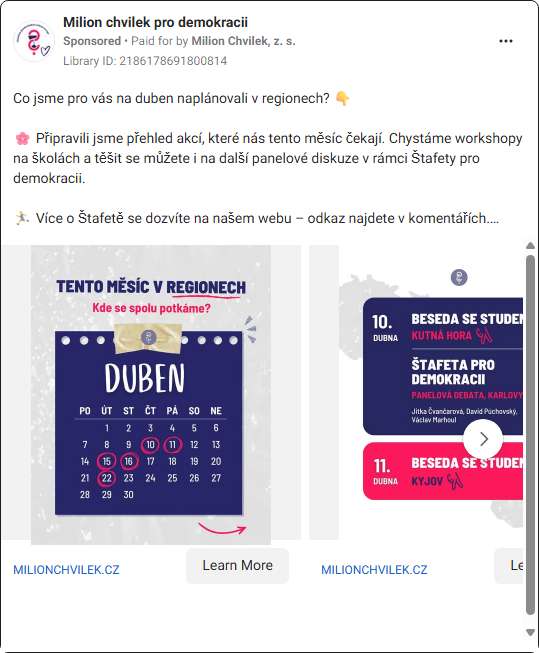 Milion chvilek pro demokracii
Sponsored • Paid for by Milion Chvilek, z. s.
Library ID: 2186178691800814
Co jsme pro vás na duben naplánovali v regionech? 👇
🌸 Připravili jsme přehled akcí, které nás tento měsíc čekají. Chystáme workshopy
na školách a těšit se můžete i na další panelové diskuze v rámci Štafety pro
demokracii.
🏃 Více o Štafetě se dozvíte na našem webu – odkaz najdete v komentářích....
TENTO MĚSÍC V REGIONECH
Kde se spolu potkáme?
DUBEN
PO ÚT ST ČT PÁ SO NE
1 2 3 4 5 6
7 8 9 10 11 12 13
14 15 16 17 18 19 20
21 22 23 24 25 26 27
28 29 30
MILIONCHVILEK.CZ
Learn More
10.
DUBNA
BESEDA SE STUDEN
KUTNÁ HORA
ŠTAFETA PRO
DEMOKRACII
PANELOVÁ DEBATA, KARLOVY
Jitka Čvančarová, David Půchovský,
Václav Marhoul
11.
DUBNA
BESEDA SE STUDEN
KYJOV
MILIONCHVILEK.CZ
Le